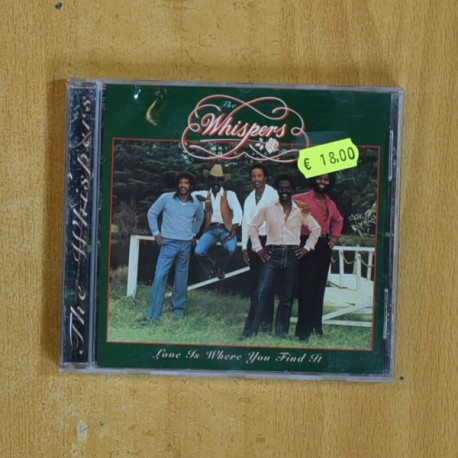 The
Whispers
€ 18,00
The Whispers
Love Is Where You Find It